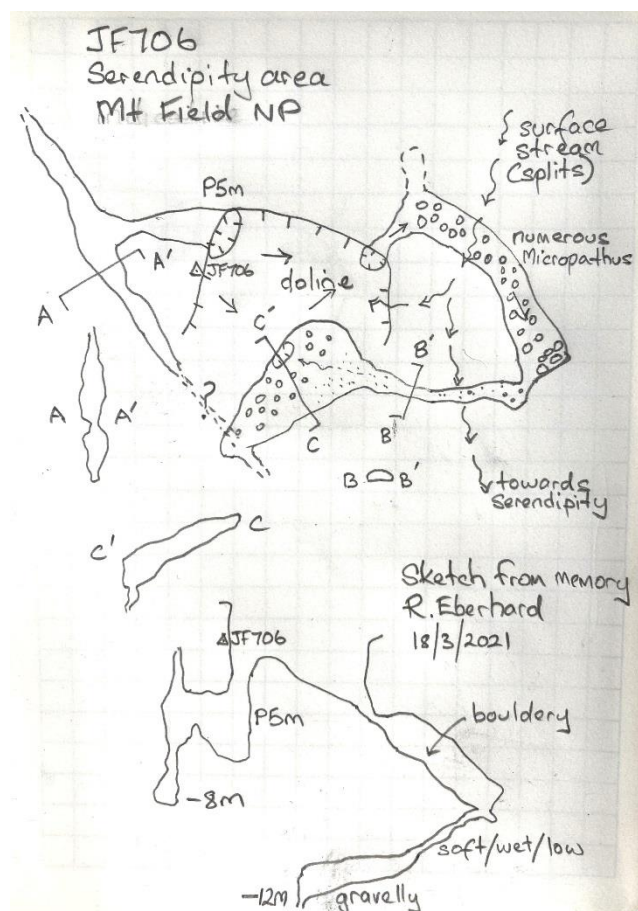 JF706
Serendipity area
Mt Field NP
surface
stream
(splits)
P5m
numerous
Micropathus
A'
△JF706
doline
A
C'
B'
?
A
A'
C
B
B B'
towards
Serendipity
C
C'
Sketch from memory
R. Eberhard
18/3/2021
△JF706
P5m
bouldery
-8m
soft/wet/low
-12m
gravelly